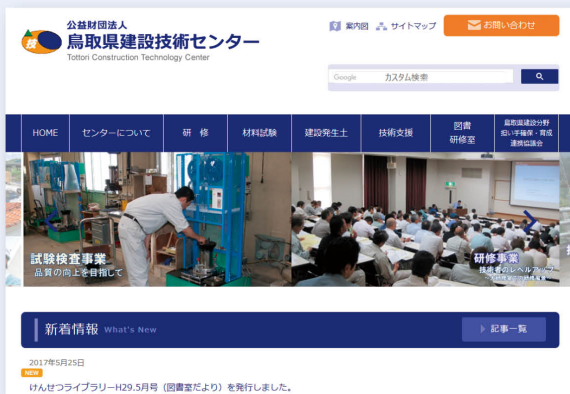 公益財団法人
技
鳥取県建設技術センター
Tottori Construction Technology Center
案内図
サイトマップ
お問い合わせ
Google カスタム検索
HOME
センターについて
研 修
材料試験
建設発生土
技術支援
図書
研修室
鳥取県建設分野
担い手確保・育成
連携協議会
試験検査事業
品質の向上を目指して
研修事業
技術者のレベルアップ
新着情報 What's New
記事一覧
2017年5月25日
NEW
けんせつライブラリーH29.5月号（図書室だより）を発行しました。